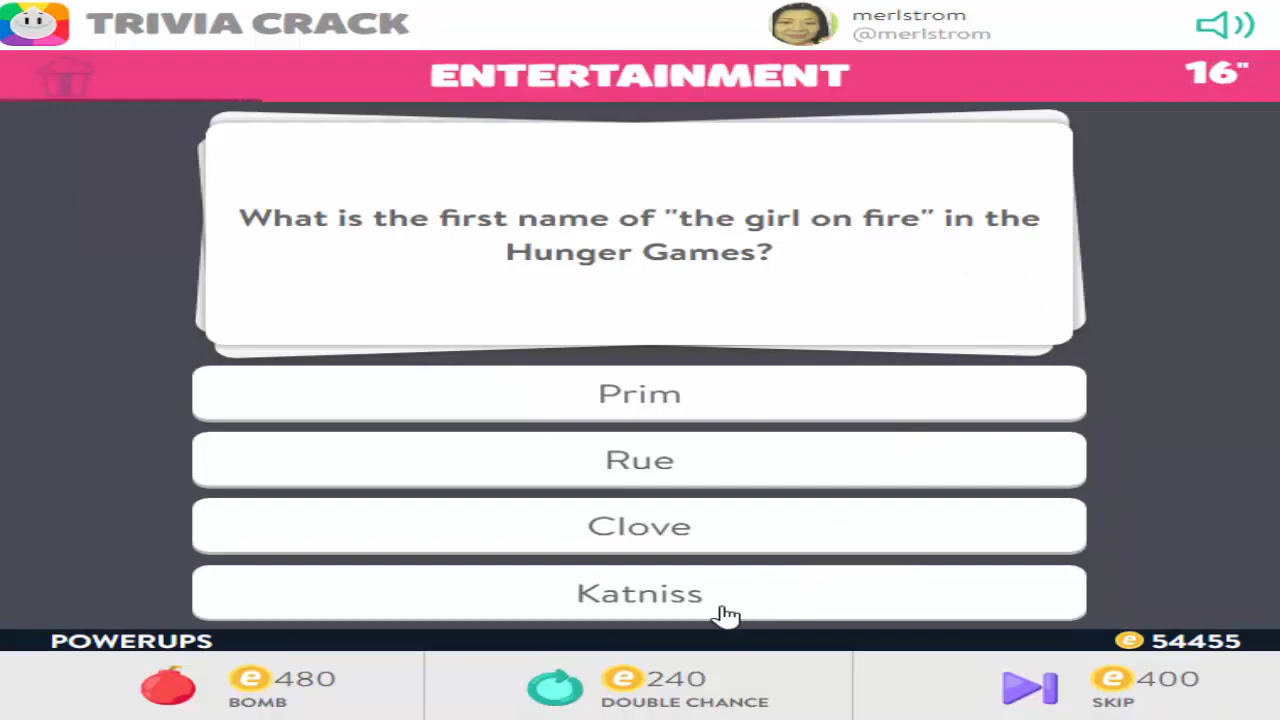 TRIVIA CRACK
merlstrom
@merlstrom
ENTERTAINMENT
16"
What is the first name of "the girl on fire" in the
Hunger Games?
Prim
Rue
Clove
Katniss
POWERUPS
e 54455
e 480
BOMB
e 240
DOUBLE CHANCE
e 400
SKIP